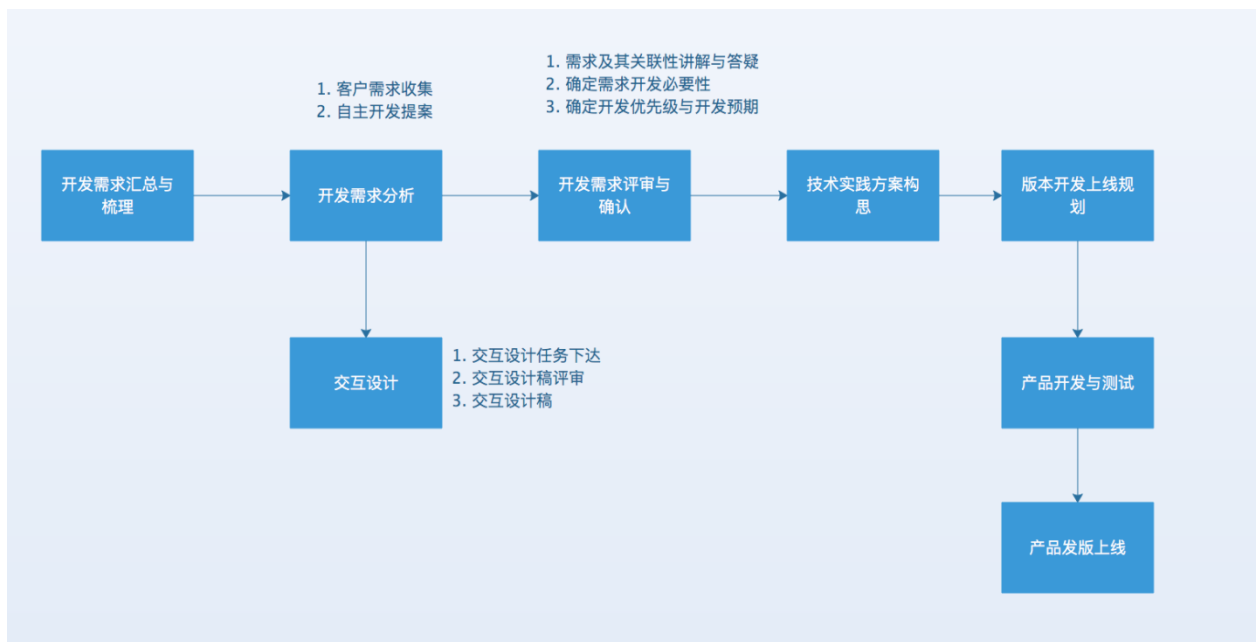 1. 客户需求收集
2. 自主开发提案
1. 需求及其关联性讲解与答疑
2. 确定需求开发必要性
3. 确定开发优先级与开发预期
开发需求汇总与
梳理
开发需求分析
开发需求评审与
确认
技术实践方案构
思
版本开发上线规
划
交互设计
1. 交互设计任务下达
2. 交互设计稿评审
3. 交互设计稿
产品开发与测试
产品发版上线